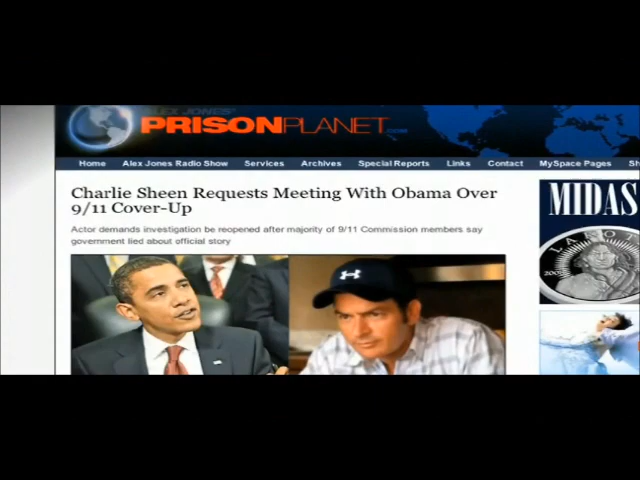 ALEX JONES'
PRISONPLANET.com
Home Alex Jones Radio Show Services Archives Special Reports Links Contact MySpace Pages Sh
Charlie Sheen Requests Meeting With Obama Over
9/11 Cover-Up
Actor demands investigation be reopened after majority of 9/11 Commission members say
government lied about official story
MIDAS